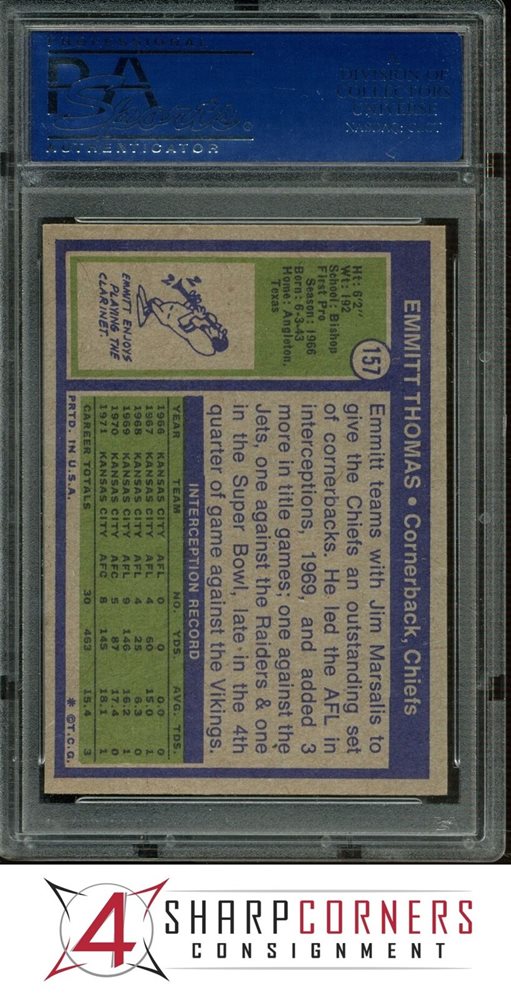 PROFESSIONAL
PSA
Sports
AUTHENTICATOR
A
DIVISION OF
COLLECTORS
UNIVERSE
NASDAQ: CLCT
EMMITT THOMAS • Cornerback, Chiefs
157
Ht: 6'2"
Wt: 192
School: Bishop
First Pro
Season: 1966
Born: 6-3-43
Home: Angleton,
Texas
EMMITT ENJOYS
PLAYING THE
CLARINET.
Emmitt teams with Jim Marsalis to
give the Chiefs an outstanding set
of cornerbacks. He led the AFL in
interceptions, 1969, and added 3
more in title games; one against the
Jets, one against the Raiders & one
in the Super Bowl, late in the 4th
quarter of game against the Vikings.
INTERCEPTION RECORD
YEAR TEAM NO. YDS. AVG. TDS.
1966 KANSAS CITY AFL 0 0 0.0 0
1967 KANSAS CITY AFL 4 60 15.0 1
1968 KANSAS CITY AFL 4 25 6.3 0
1969 KANSAS CITY AFL 9 146 16.2 1
1970 KANSAS CITY AFC 5 87 17.4 0
1971 KANSAS CITY AFC 8 145 18.1 1
CAREER TOTALS 30 463 15.4 3
PRTD. IN U.S.A. * © T.C.G.
4 SHARPCORNERS
CONSIGNMENT